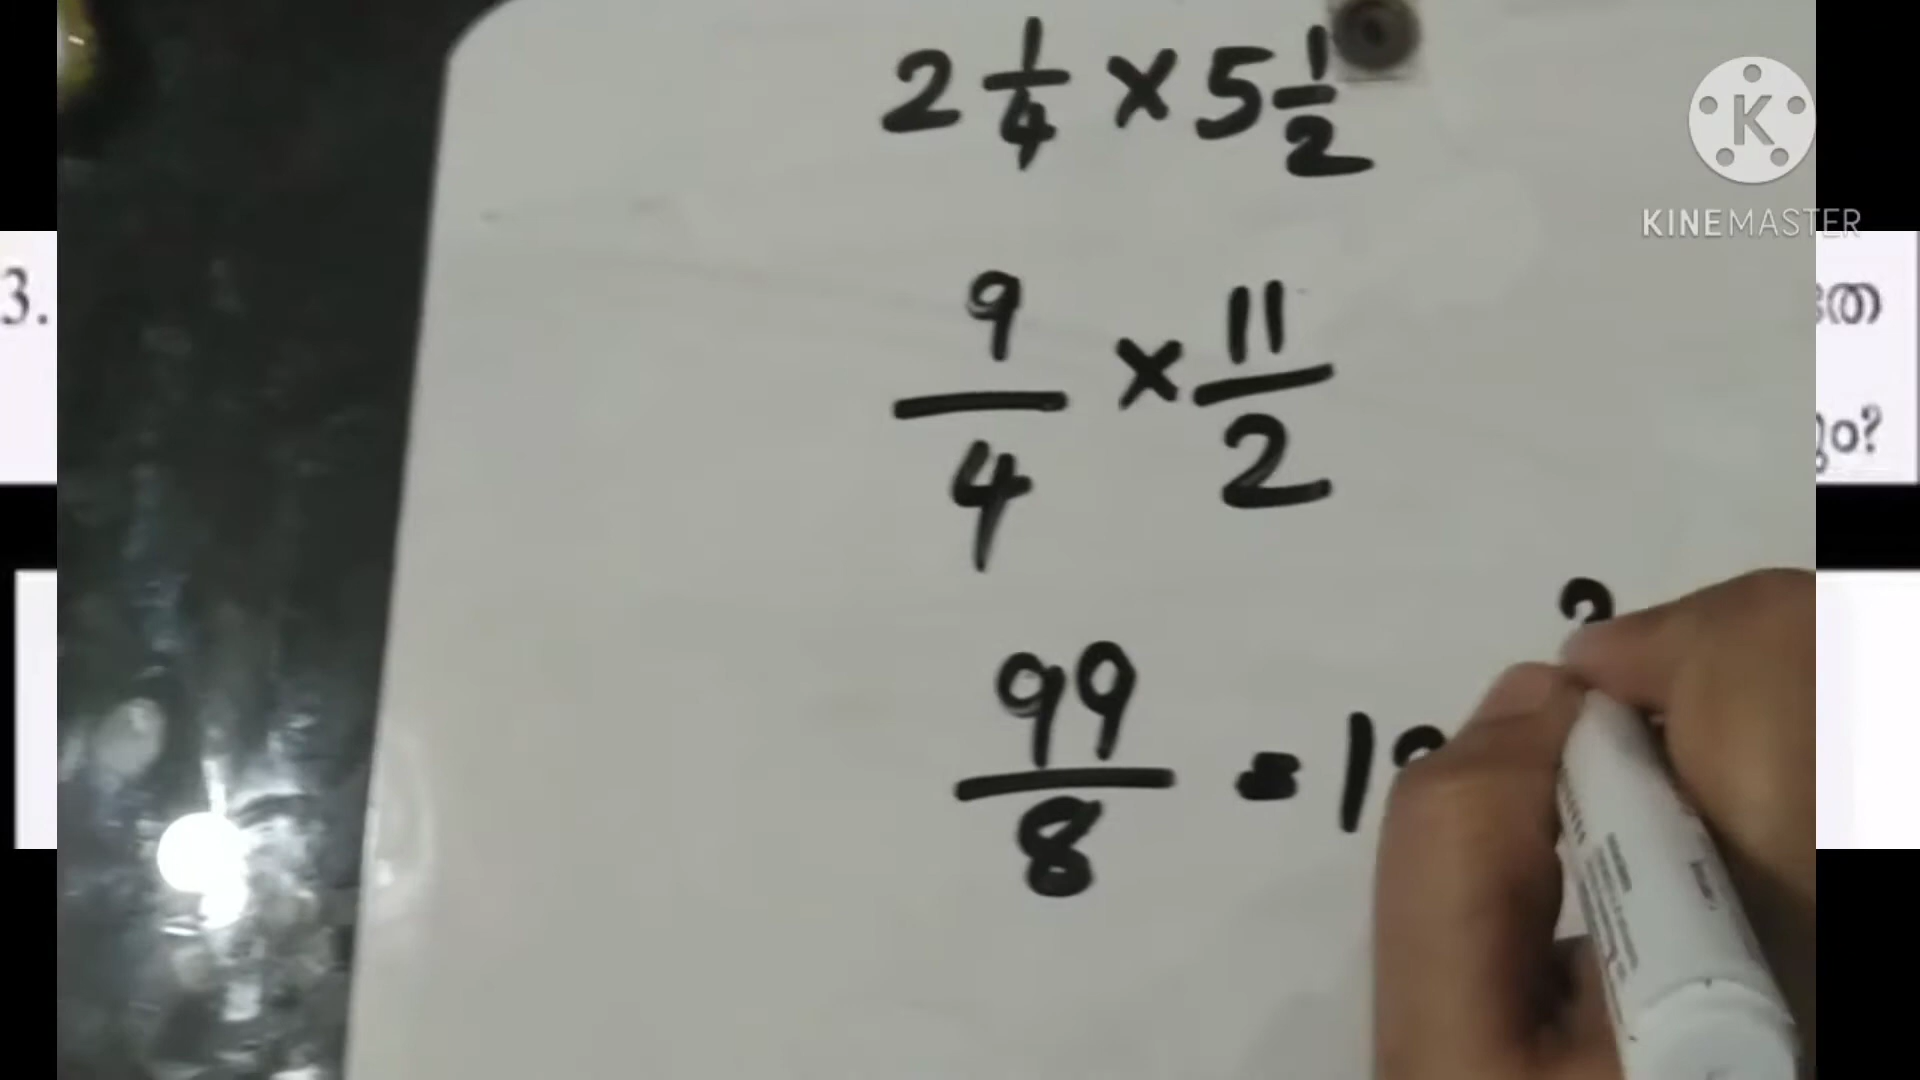 2 1/4 × 5 1/2
KINEMASTER
3.
9/4 × 11/2
99/8 = 1